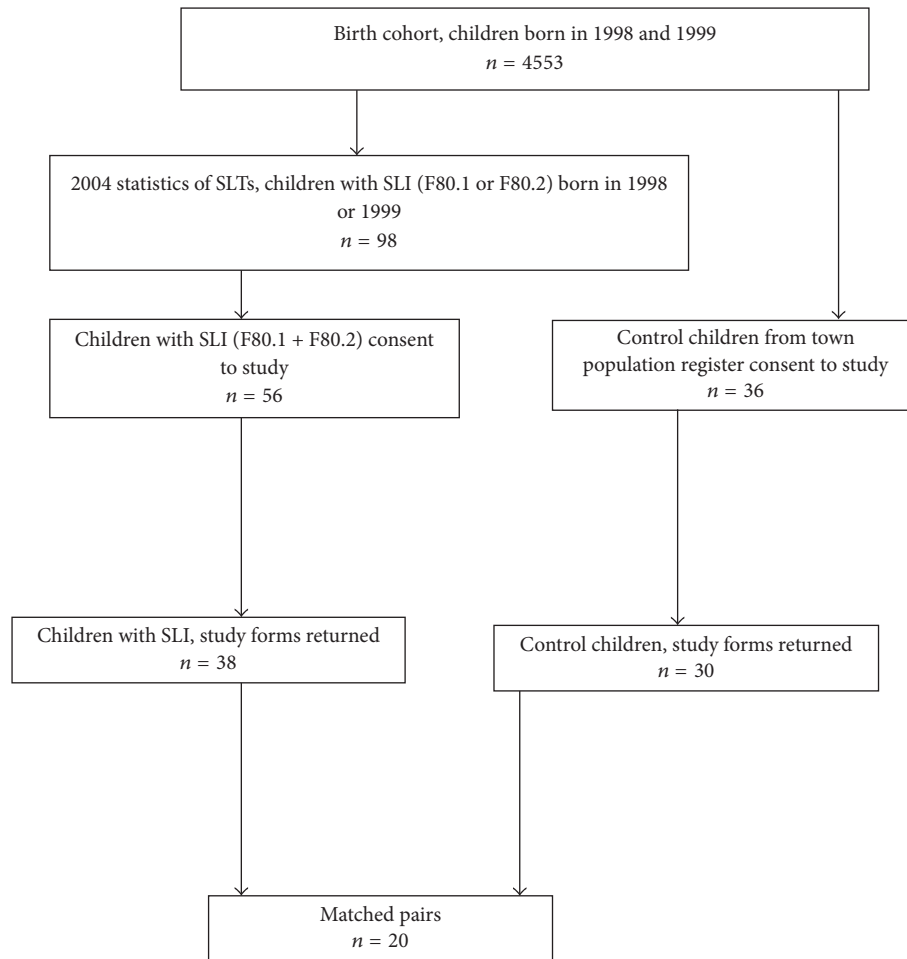 Birth cohort, children born in 1998 and 1999
n = 4553
2004 statistics of SLTs, children with SLI (F80.1 or F80.2) born in 1998
or 1999
n = 98
Children with SLI (F80.1 + F80.2) consent
to study
n = 56
Control children from town
population register consent to study
n = 36
Children with SLI, study forms returned
n = 38
Control children, study forms returned
n = 30
Matched pairs
n = 20